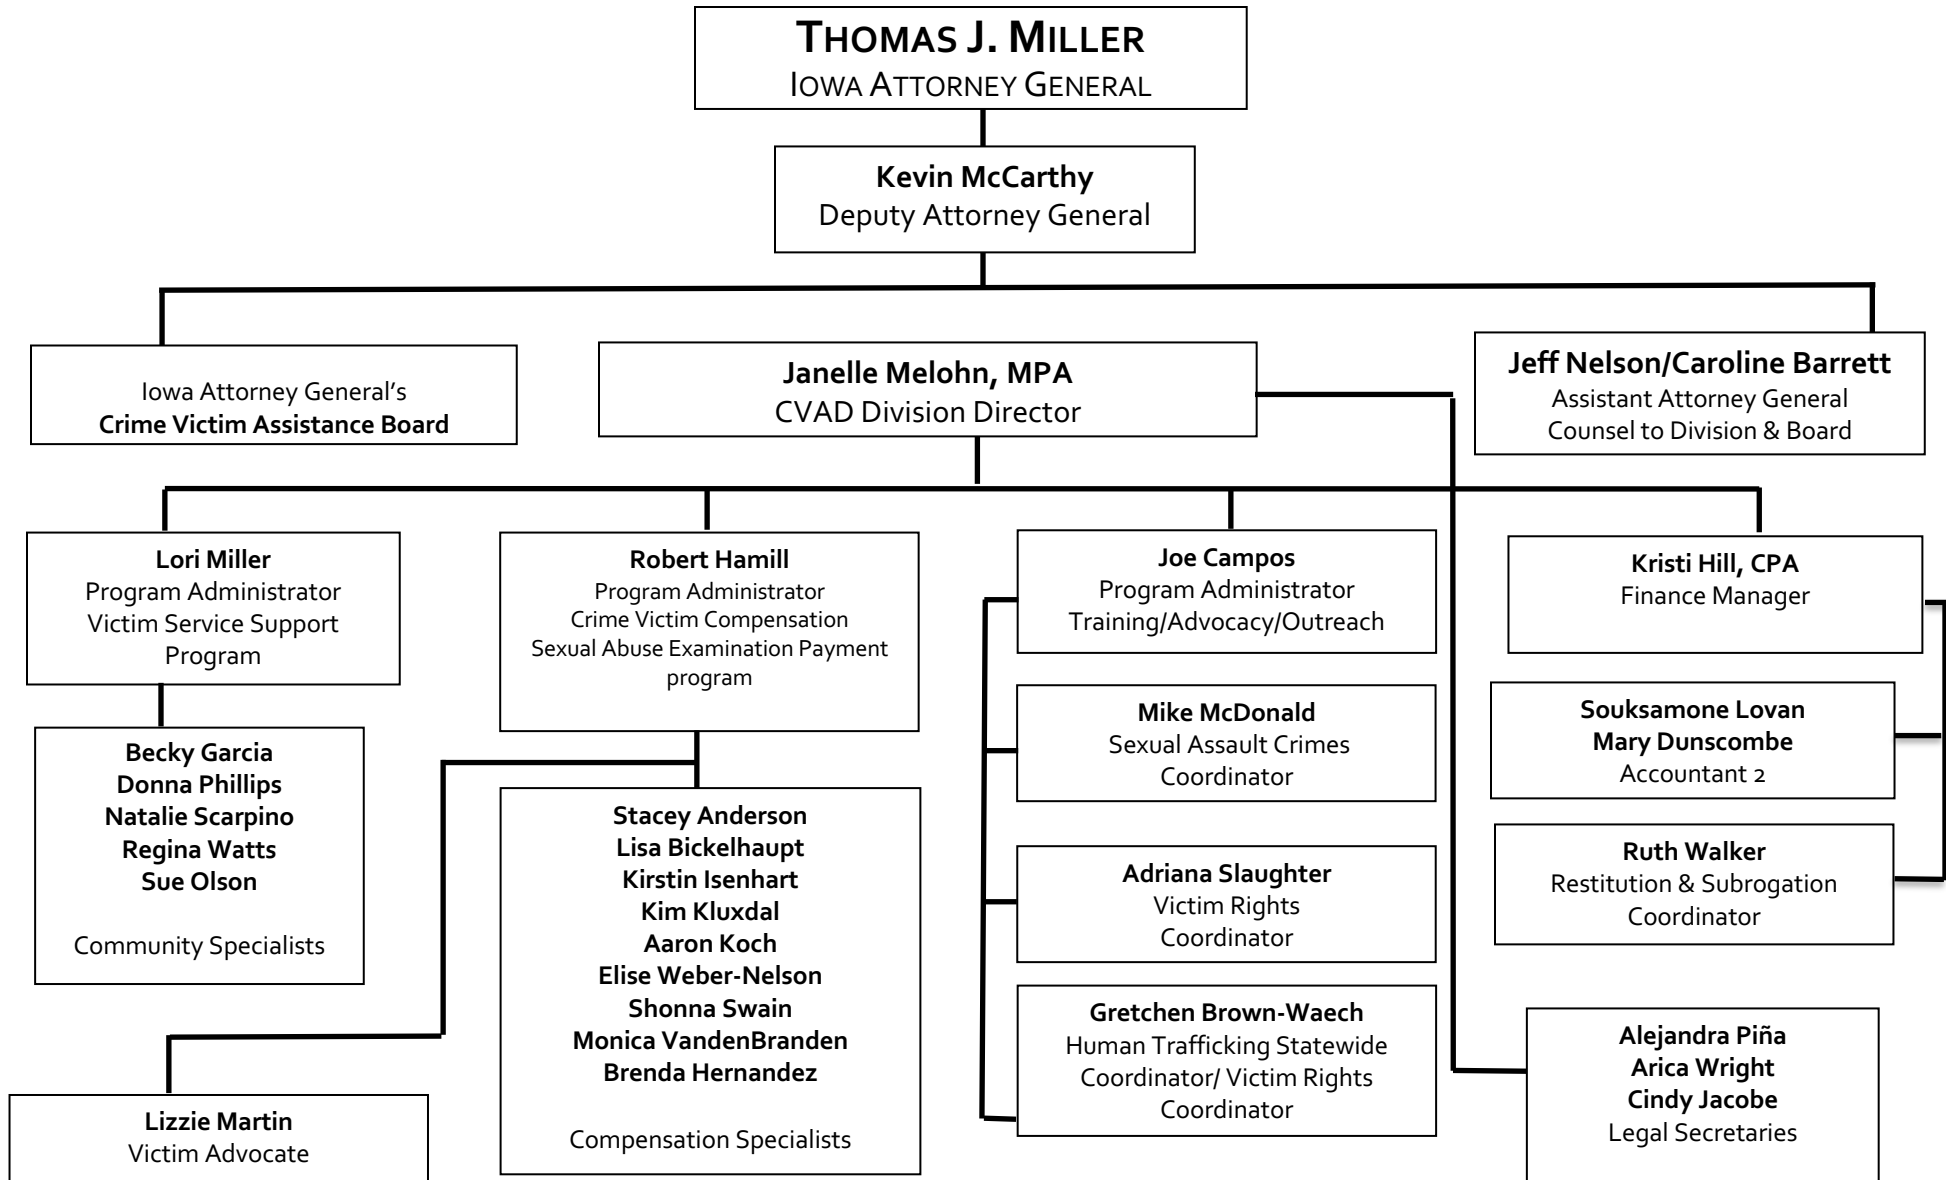 THOMAS J. MILLER
IOWA ATTORNEY GENERAL
Kevin McCarthy
Deputy Attorney General
Iowa Attorney General's
Crime Victim Assistance Board
Janelle Melohn, MPA
CVAD Division Director
Jeff Nelson/Caroline Barrett
Assistant Attorney General
Counsel to Division & Board
Lori Miller
Program Administrator
Victim Service Support
Program
Robert Hamill
Program Administrator
Crime Victim Compensation
Sexual Abuse Examination Payment
program
Joe Campos
Program Administrator
Training/Advocacy/Outreach
Kristi Hill, CPA
Finance Manager
Becky Garcia
Donna Phillips
Natalie Scarpino
Regina Watts
Sue Olson
Community Specialists
Stacey Anderson
Lisa Bickelhaupt
Kirstin Isenhart
Kim Kluxdal
Aaron Koch
Elise Weber-Nelson
Shonna Swain
Monica VandenBranden
Brenda Hernandez
Compensation Specialists
Mike McDonald
Sexual Assault Crimes
Coordinator
Adriana Slaughter
Victim Rights
Coordinator
Gretchen Brown-Waech
Human Trafficking Statewide
Coordinator/ Victim Rights
Coordinator
Souksamone Lovan
Mary Dunscombe
Accountant 2
Ruth Walker
Restitution & Subrogation
Coordinator
Lizzie Martin
Victim Advocate
Alejandra Piña
Arica Wright
Cindy Jacobe
Legal Secretaries